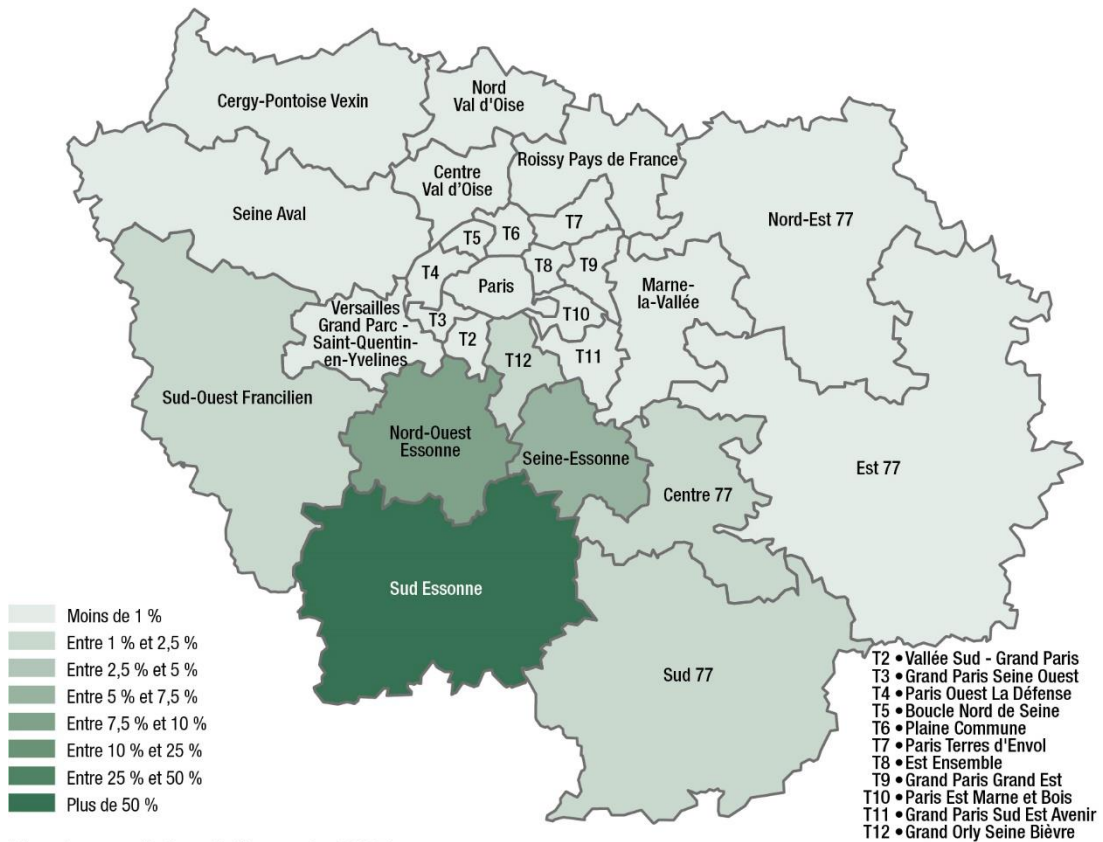 Cergy-Pontoise Vexin
Nord
Val d'Oise
Roissy Pays de France
Centre
Val d'Oise
Seine Aval
Nord-Est 77
T7
T6
T5
T4
T8
T9
Paris
Marne-
la-Vallée
Versailles
Grand Parc -
Saint-Quentin-
en-Yvelines
T3
T2
T10
T11
T12
Sud-Ouest Francilien
Nord-Ouest
Essonne
Seine-Essonne
Centre 77
Est 77
Sud Essonne
Sud 77
Moins de 1 %
Entre 1 % et 2,5 %
Entre 2,5 % et 5 %
Entre 5 % et 7,5 %
Entre 7,5 % et 10 %
Entre 10 % et 25 %
Entre 25 % et 50 %
Plus de 50 %
T2 • Vallée Sud - Grand Paris
T3 • Grand Paris Seine Ouest
T4 • Paris Ouest La Défense
T5 • Boucle Nord de Seine
T6 • Plaine Commune
T7 • Paris Terres d'Envol
T8 • Est Ensemble
T9 • Grand Paris Grand Est
T10 • Paris Est Marne et Bois
T11 • Grand Paris Sud Est Avenir
T12 • Grand Orly Seine Bièvre